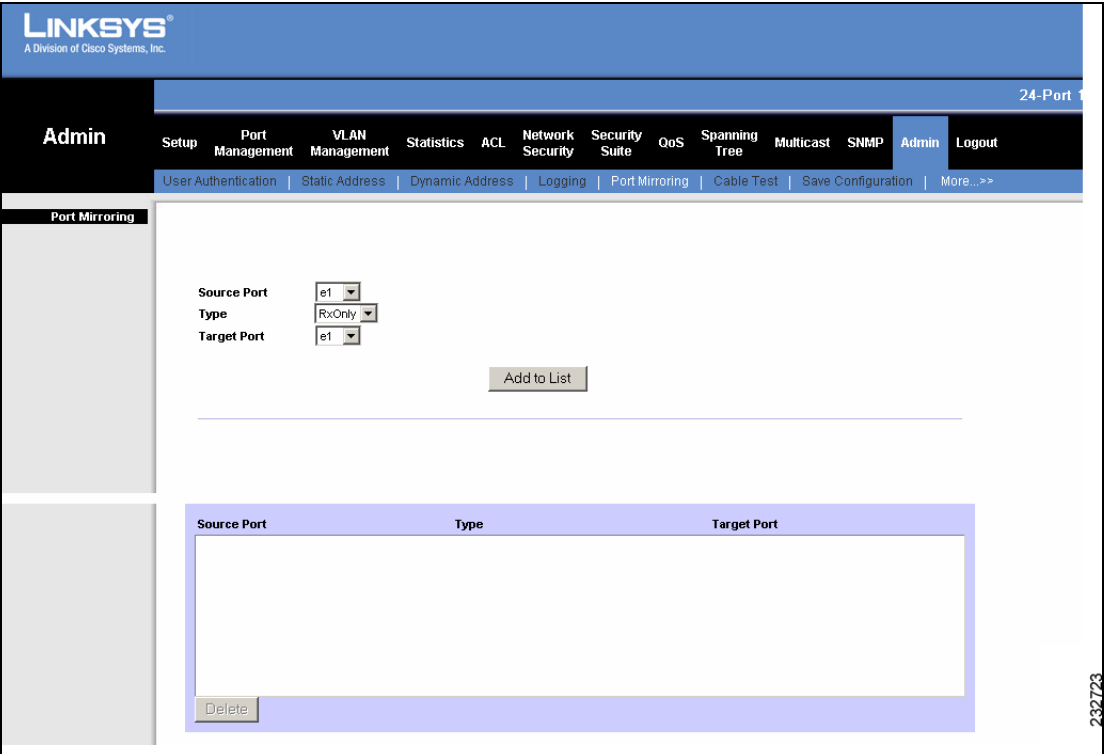 LINKSYS®
A Division of Cisco Systems, Inc.
24-Port 1
Admin
Setup Port Management VLAN Management Statistics ACL Network Security Security Suite QoS Spanning Tree Multicast SNMP Admin Logout
User Authentication | Static Address | Dynamic Address | Logging | Port Mirroring | Cable Test | Save Configuration | More...>>
Port Mirroring
Source Port e1
Type RxOnly
Target Port e1
Add to List
Source Port Type Target Port
Delete
232723